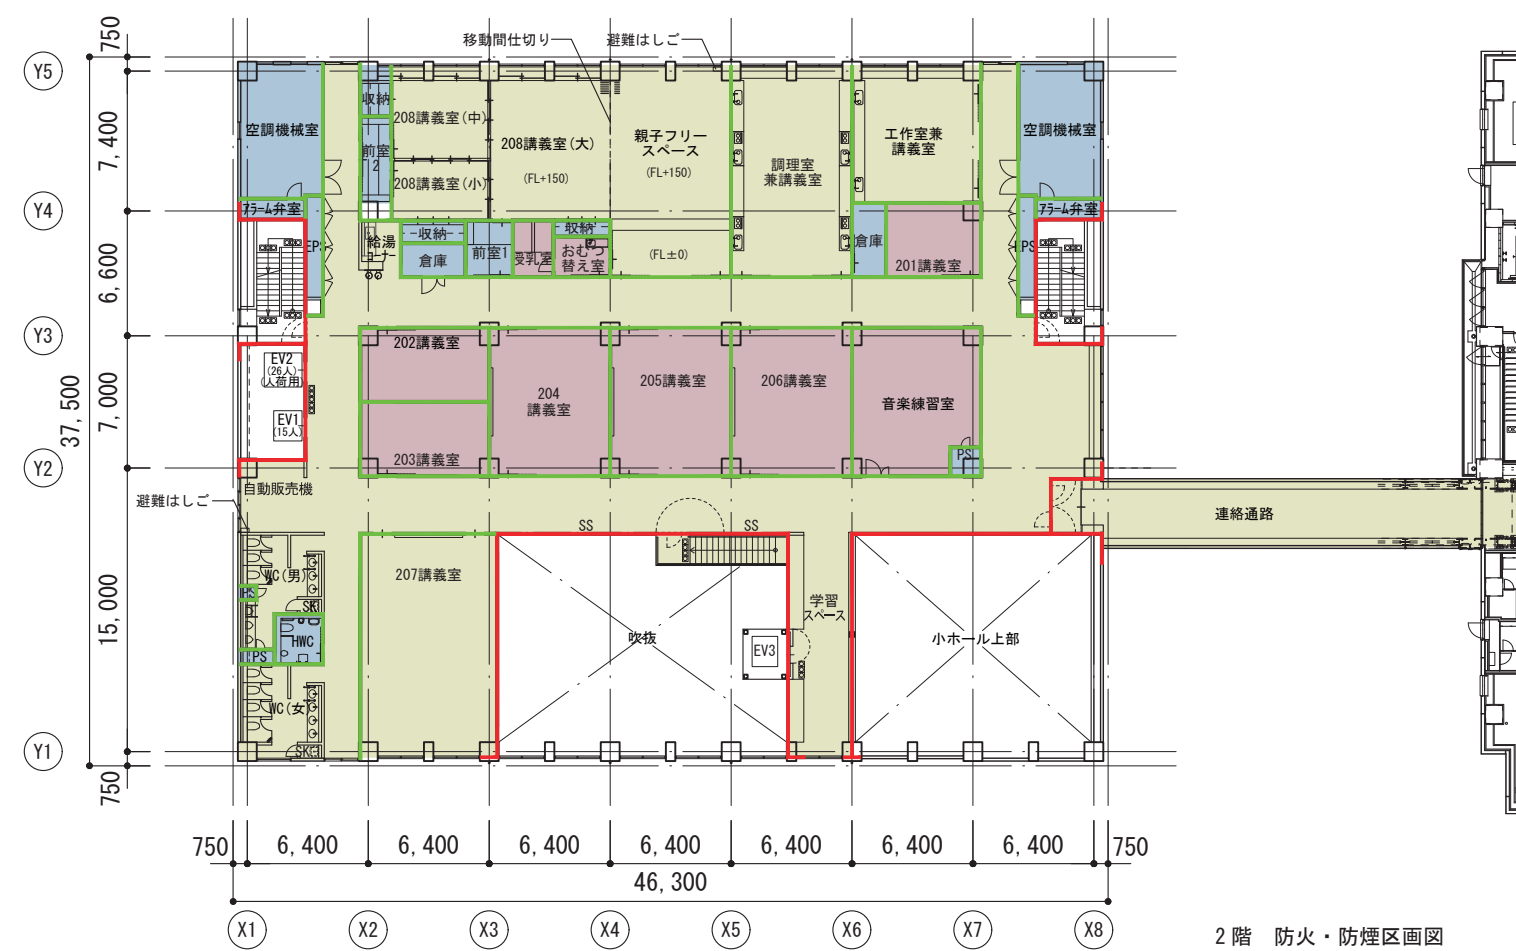 移動間仕切り
避難はしご
750
Y5
7,400
Y4
6,600
Y3
37,500
7,000
Y2
15,000
Y1
750
空調機械室
収納
前室
2
208講義室(中)
208講義室(小)
208講義室(大)
(FL+150)
親子フリー
スペース
(FL+150)
調理室
兼講義室
工作室兼
講義室
空調機械室
アラーム弁室
アラーム弁室
EPS
給湯
コーナー
収納
倉庫
前室1
授乳室
収納
おむつ
替え室
(FL±0)
倉庫
201講義室
EPS
EV2
(26人)
(人荷用)
EV1
(15人)
202講義室
203講義室
204
講義室
205講義室
206講義室
音楽練習室
PS
自動販売機
避難はしご
SS
SS
連絡通路
WC(男)
PS
SK
HWC
PS
WC(女)
SK
207講義室
吹抜
EV3
学習
スペース
小ホール上部
750
6,400
6,400
6,400
6,400
6,400
6,400
6,400
750
46,300
X1
X2
X3
X4
X5
X6
X7
X8
2階 防火・防煙区画図